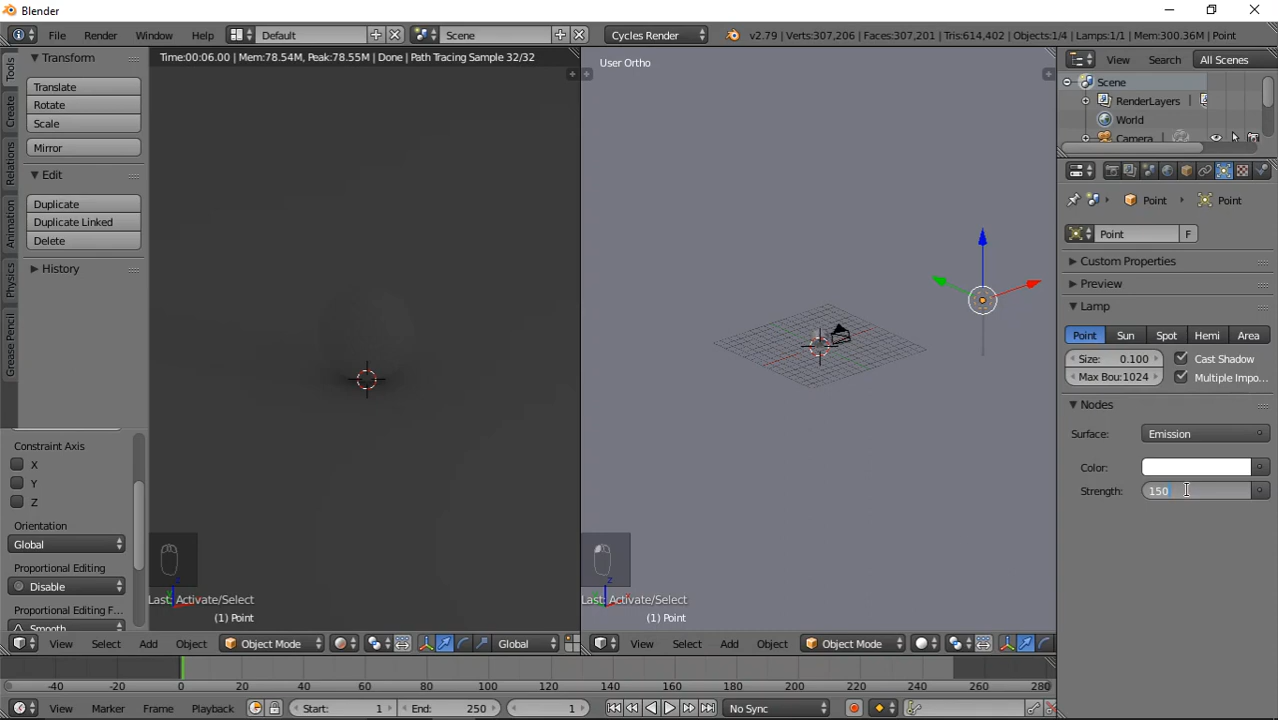 Blender
File Render Window Help Default Scene Cycles Render v2.79 | Verts:307,206 | Faces:307,201 | Tris:614,402 | Objects:1/4 | Lamps:1/1 | Mem:300.36M | Point
Time:00:06.00 | Mem:78.54M, Peak:78.55M | Done | Path Tracing Sample 32/32
User Ortho
Tools
Create
Relations
Animation
Physics
Grease Pencil
Transform
Translate
Rotate
Scale
Mirror
Edit
Duplicate
Duplicate Linked
Delete
History
Constraint Axis
X
Y
Z
Orientation
Global
Proportional Editing
Disable
Proportional Editing F...
Smooth
Last: Activate/Select
(1) Point
Last: Activate/Select
(1) Point
View Select Add Object Object Mode Global
View Select Add Object Object Mode
View Search All Scenes
Scene
RenderLayers
World
Camera
Point Point
Point F
Custom Properties
Preview
Lamp
Point Sun Spot Hemi Area
Size: 0.100 Cast Shadow
Max Bou:1024 Multiple Impo...
Nodes
Surface: Emission
Color:
Strength: 150
-40 -20 0 20 40 60 80 100 120 140 160 180 200 220 240 260 280
View Marker Frame Playback Start: 1 End: 250 1 No Sync